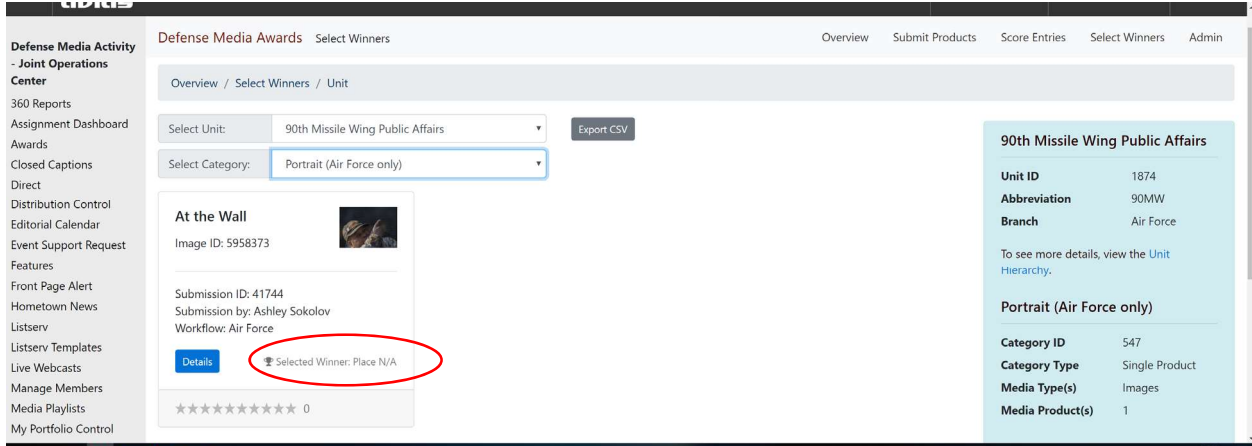 Defense Media Activity
- Joint Operations
Center
360 Reports
Assignment Dashboard
Awards
Closed Captions
Direct
Distribution Control
Editorial Calendar
Event Support Request
Features
Front Page Alert
Hometown News
Listserv
Listserv Templates
Live Webcasts
Manage Members
Media Playlists
My Portfolio Control
Defense Media Awards Select Winners
Overview Submit Products Score Entries Select Winners Admin
Overview / Select Winners / Unit
Select Unit: 90th Missile Wing Public Affairs Export CSV
Select Category: Portrait (Air Force only)
At the Wall
Image ID: 5958373
Submission ID: 41744
Submission by: Ashley Sokolov
Workflow: Air Force
Details Selected Winner: Place N/A
0
90th Missile Wing Public Affairs
Unit ID 1874
Abbreviation 90MW
Branch Air Force
To see more details, view the Unit
Hierarchy.
Portrait (Air Force only)
Category ID 547
Category Type Single Product
Media Type(s) Images
Media Product(s) 1